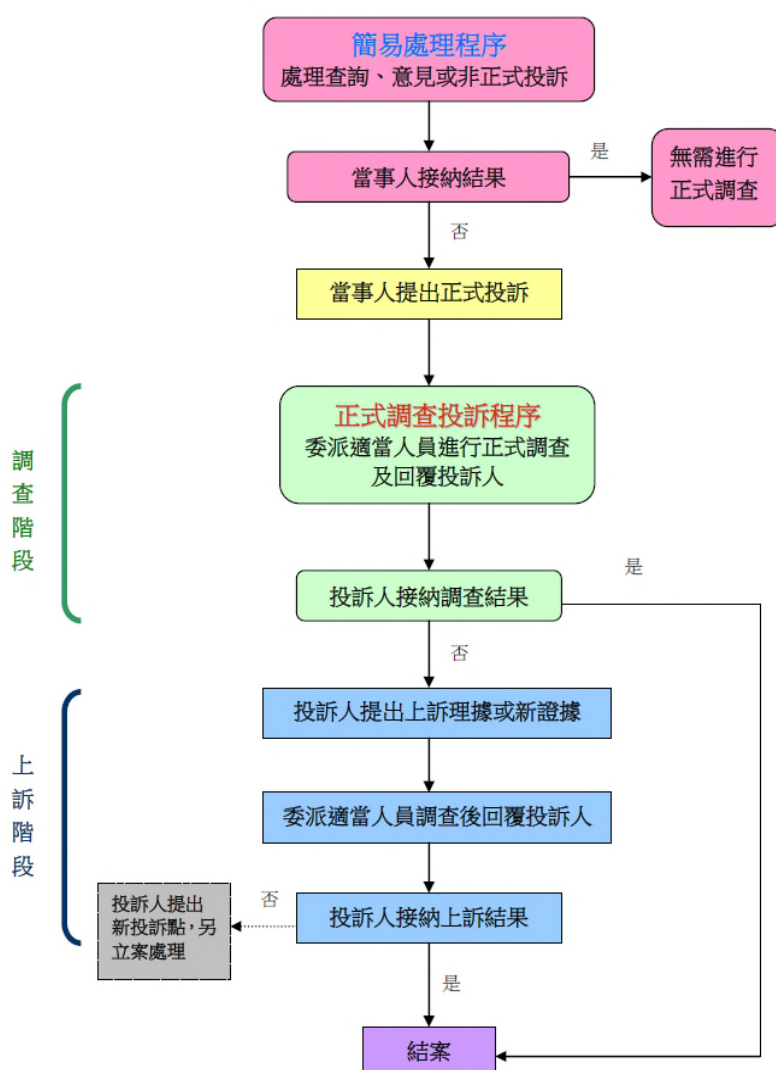 簡易處理程序
處理查詢、意見或非正式投訴
當事人接納結果
是
無需進行
正式調查
否
當事人提出正式投訴
調查階段
正式調查投訴程序
委派適當人員進行正式調查
及回覆投訴人
投訴人接納調查結果
是
否
上訴階段
投訴人提出上訴理據或新證據
委派適當人員調查後回覆投訴人
投訴人接納上訴結果
否
投訴人提出
新投訴點，另
立案處理
是
結案